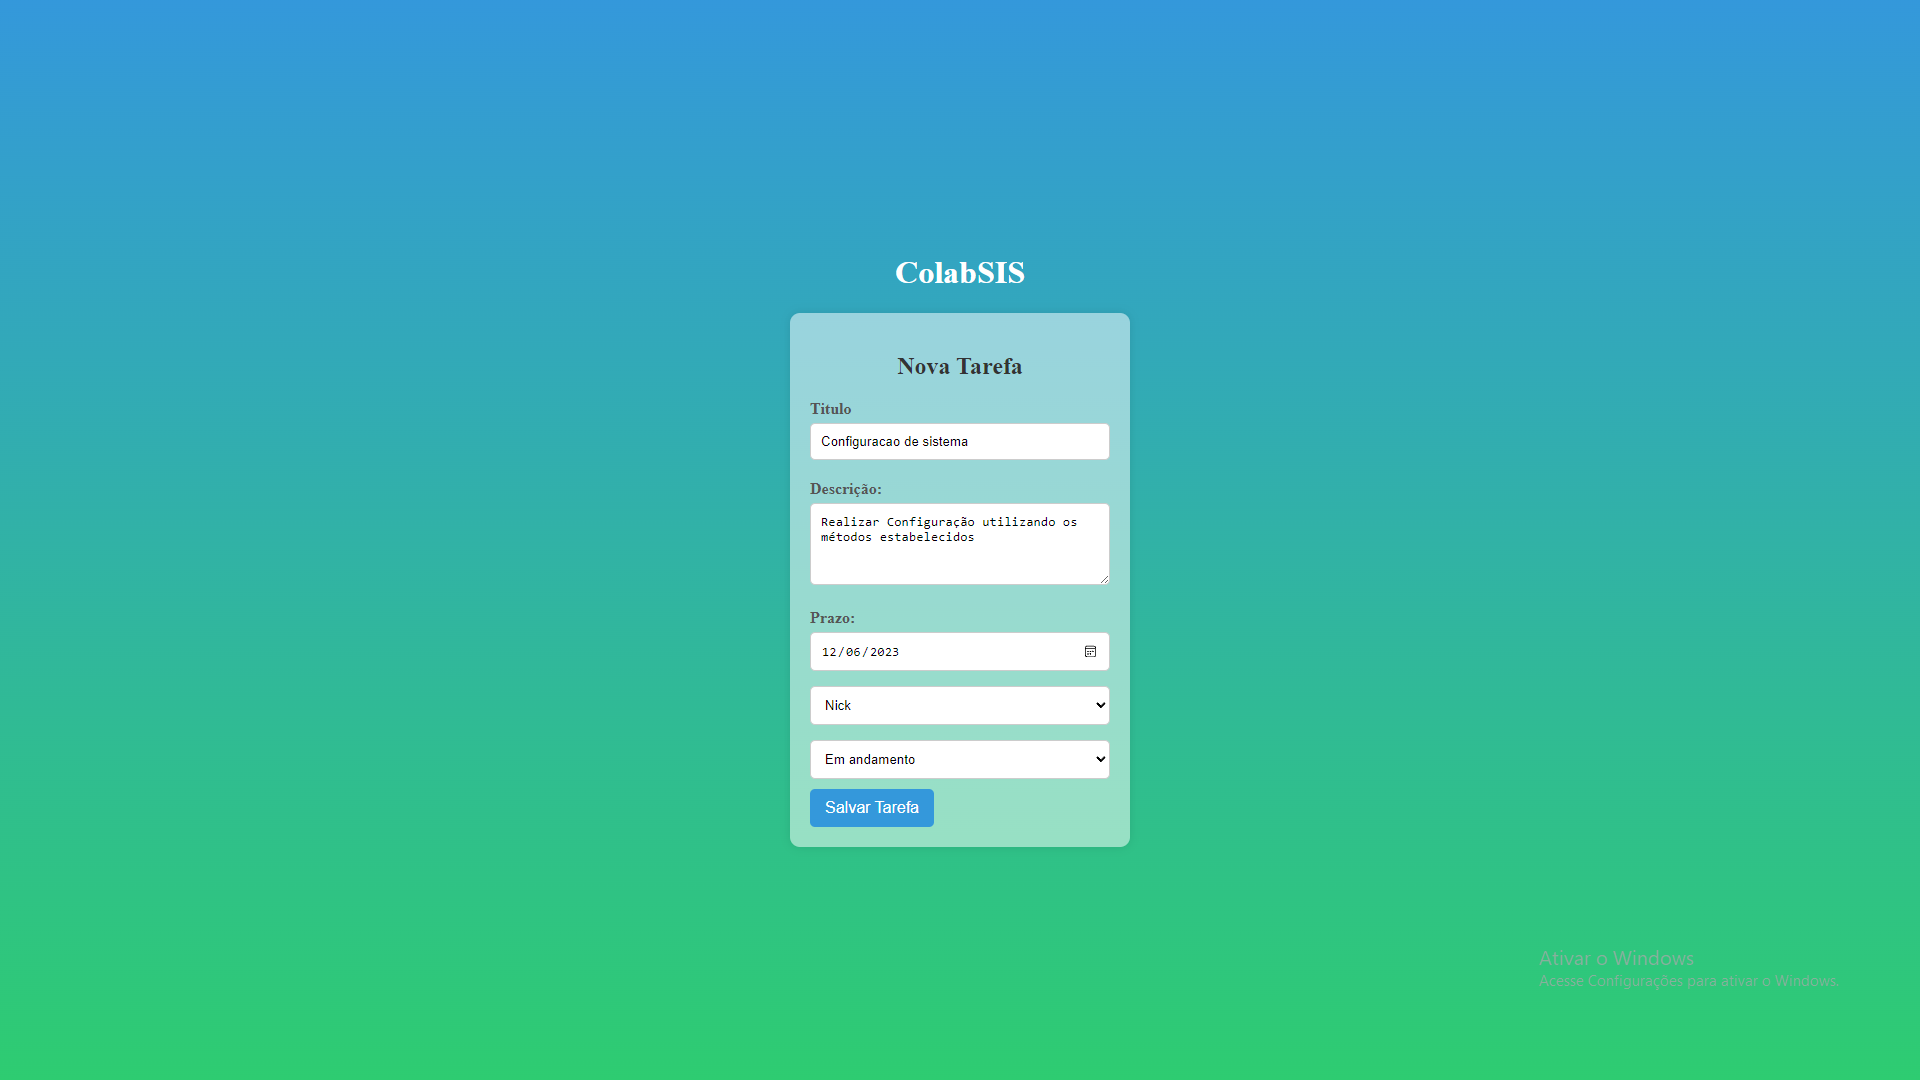 ColabSIS
Nova Tarefa
Titulo
Configuracao de sistema
Descrição:
Realizar Configuração utilizando os
métodos estabelecidos
Prazo:
12/06/2023
Nick
Em andamento
Salvar Tarefa
Ativar o Windows
Acesse Configurações para ativar o Windows.